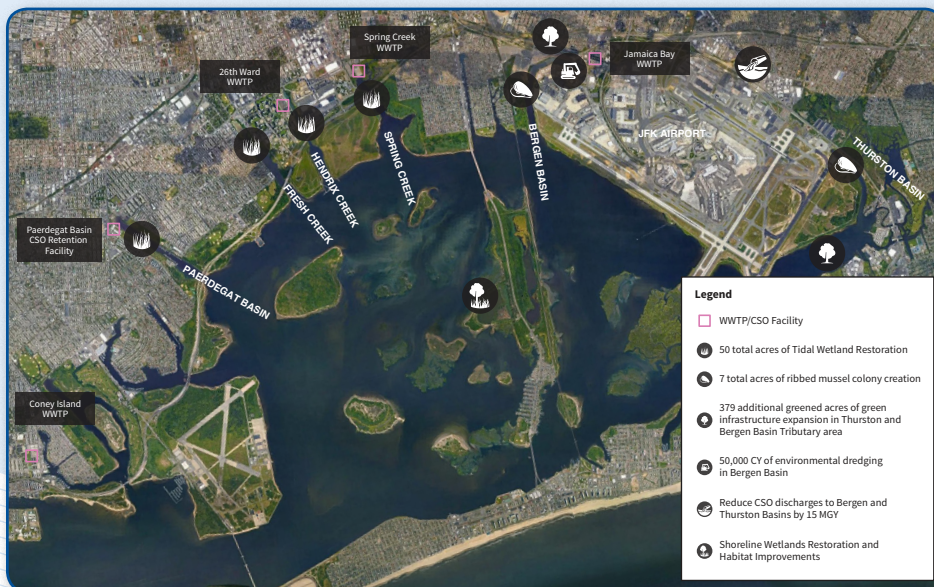 Spring Creek
WWTP
26th Ward
WWTP
Jamaica Bay
WWTP
JFK AIRPORT
THURSTON BASIN
BERGEN BASIN
SPRING CREEK
HENDRIX CREEK
FRESH CREEK
Paerdegat Basin
CSO Retention
Facility
PAERDEGAT BASIN
Coney Island
WWTP
Legend
WWTP/CSO Facility
50 total acres of Tidal Wetland Restoration
7 total acres of ribbed mussel colony creation
379 additional greened acres of green
infrastructure expansion in Thurston and
Bergen Basin Tributary area
50,000 CY of environmental dredging
in Bergen Basin
Reduce CSO discharges to Bergen and
Thurston Basins by 15 MGY
Shoreline Wetlands Restoration and
Habitat Improvements